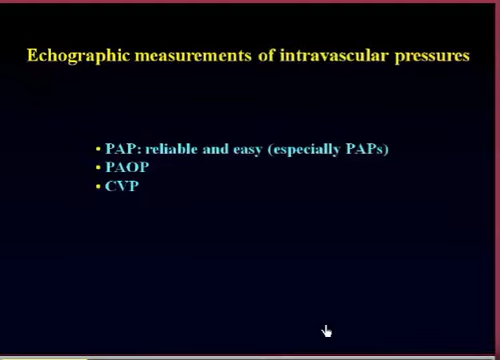 Echographic measurements of intravascular pressures
• PAP: reliable and easy (especially PAPs)
• PAOP
• CVP